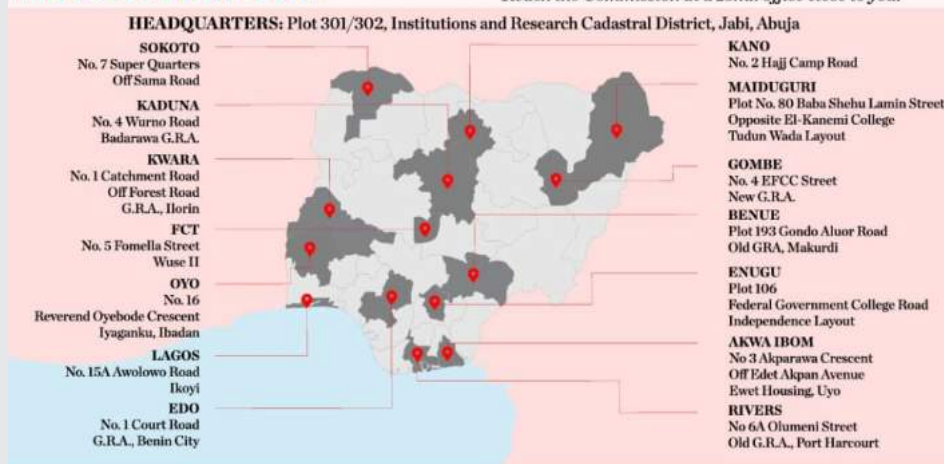 HEADQUARTERS: Plot 301/302, Institutions and Research Cadastral District, Jabi, Abuja
SOKOTO
No. 7 Super Quarters
Off Sama Road
KADUNA
No. 4 Wurno Road
Badarawa G.R.A.
KWARA
No. 1 Catchment Road
Off Forest Road
G.R.A., Ilorin
FCT
No. 5 Fomella Street
Wuse II
OYO
No. 16
Reverend Oyebode Crescent
Iyaganku, Ibadan
LAGOS
No. 15A Awolowo Road
Ikoyi
EDO
No. 1 Court Road
G.R.A., Benin City
KANO
No. 2 Hajj Camp Road
MAIDUGURI
Plot No. 80 Baba Shehu Lamin Street
Opposite El-Kanemi College
Tudun Wada Layout
GOMBE
No. 4 EFCC Street
New G.R.A.
BENUE
Plot 193 Gondo Aluor Road
Old GRA, Makurdi
ENUGU
Plot 106
Federal Government College Road
Independence Layout
AKWA IBOM
No 3 Akparawa Crescent
Off Edet Akpan Avenue
Ewet Housing, Uyo
RIVERS
No 6A Olumeni Street
Old G.R.A., Port Harcourt